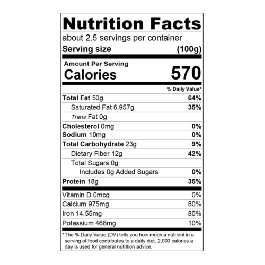 Nutrition Facts
about 2.5 servings per container
Serving size (100g)
Amount Per Serving
Calories 570
% Daily Value*
Total Fat 50g 64%
Saturated Fat 6.957g 35%
Trans Fat 0g
Cholesterol 0mg 0%
Sodium 10mg 0%
Total Carbohydrate 23g 9%
Dietary Fiber 12g 42%
Total Sugars 0g
Includes 0g Added Sugars 0%
Protein 18g 35%
Vitamin D 0mcg 0%
Calcium 975mg 80%
Iron 14.55mg 80%
Potassium 468mg 10%
* The % Daily Value (DV) tells you how much a nutrient in a
serving of food contributes to a daily diet. 2,000 calories a
day is used for general nutrition advice.